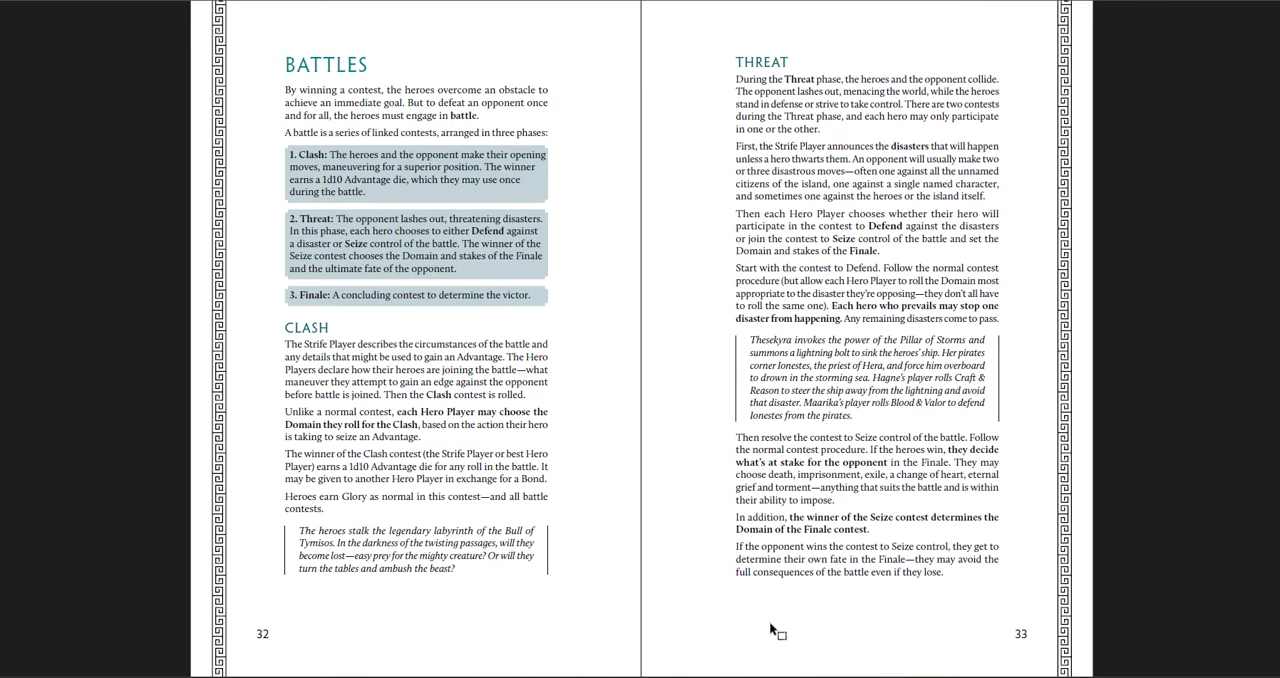 BATTLES
By winning a contest, the heroes overcome an obstacle to
achieve an immediate goal. But to defeat an opponent once
and for all, the heroes must engage in battle.
A battle is a series of linked contests, arranged in three phases:
1. Clash: The heroes and the opponent make their opening
moves, maneuvering for a superior position. The winner
earns a 1d10 Advantage die, which they may use once
during the battle.
2. Threat: The opponent lashes out, threatening disasters.
In this phase, each hero chooses to either Defend against
a disaster or Seize control of the battle. The winner of the
Seize contest chooses the Domain and stakes of the Finale
and the ultimate fate of the opponent.
3. Finale: A concluding contest to determine the victor.
CLASH
The Strife Player describes the circumstances of the battle and
any details that might be used to gain an Advantage. The Hero
Players declare how their heroes are joining the battle—what
maneuver they attempt to gain an edge against the opponent
before battle is joined. Then the Clash contest is rolled.
Unlike a normal contest, each Hero Player may choose the
Domain they roll for the Clash, based on the action their hero
is taking to seize an Advantage.
The winner of the Clash contest (the Strife Player or best Hero
Player) earns a 1d10 Advantage die for any roll in the battle. It
may be given to another Hero Player in exchange for a Bond.
Heroes earn Glory as normal in this contest—and all battle
contests.
The heroes stalk the legendary labyrinth of the Bull of
Tymisos. In the darkness of the twisting passages, will they
become lost—easy prey for the mighty creature? Or will they
turn the tables and ambush the beast?
32
THREAT
During the Threat phase, the heroes and the opponent collide.
The opponent lashes out, menacing the world, while the heroes
stand in defense or strive to take control. There are two contests
during the Threat phase, and each hero may only participate
in one or the other.
First, the Strife Player announces the disasters that will happen
unless a hero thwarts them. An opponent will usually make two
or three disastrous moves—often one against all the unnamed
citizens of the island, one against a single named character,
and sometimes one against the heroes or the island itself.
Then each Hero Player chooses whether their hero will
participate in the contest to Defend against the disasters
or join the contest to Seize control of the battle and set the
Domain and stakes of the Finale.
Start with the contest to Defend. Follow the normal contest
procedure (but allow each Hero Player to roll the Domain most
appropriate to the disaster they're opposing—they don't all have
to roll the same one). Each hero who prevails may stop one
disaster from happening. Any remaining disasters come to pass.
Thesekyra invokes the power of the Pillar of Storms and
summons a lightning bolt to sink the heroes' ship. Her pirates
corner Ionestes, the priest of Hera, and force him overboard
to drown in the storming sea. Hagne's player rolls Craft &
Reason to steer the ship away from the lightning and avoid
that disaster. Maarika's player rolls Blood & Valor to defend
Ionestes from the pirates.
Then resolve the contest to Seize control of the battle. Follow
the normal contest procedure. If the heroes win, they decide
what's at stake for the opponent in the Finale. They may
choose death, imprisonment, exile, a change of heart, eternal
grief and torment—anything that suits the battle and is within
their ability to impose.
In addition, the winner of the Seize contest determines the
Domain of the Finale contest.
If the opponent wins the contest to Seize control, they get to
determine their own fate in the Finale—they may avoid the
full consequences of the battle even if they lose.
33